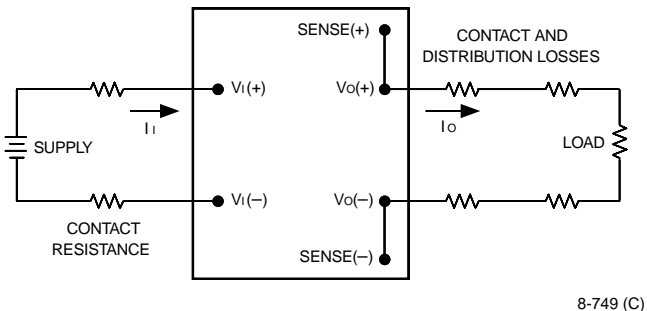 SENSE(+)
CONTACT AND
DISTRIBUTION LOSSES
VI(+)
VO(+)
II
IO
SUPPLY
LOAD
VI(–)
VO(–)
CONTACT
RESISTANCE
SENSE(–)
8-749 (C)